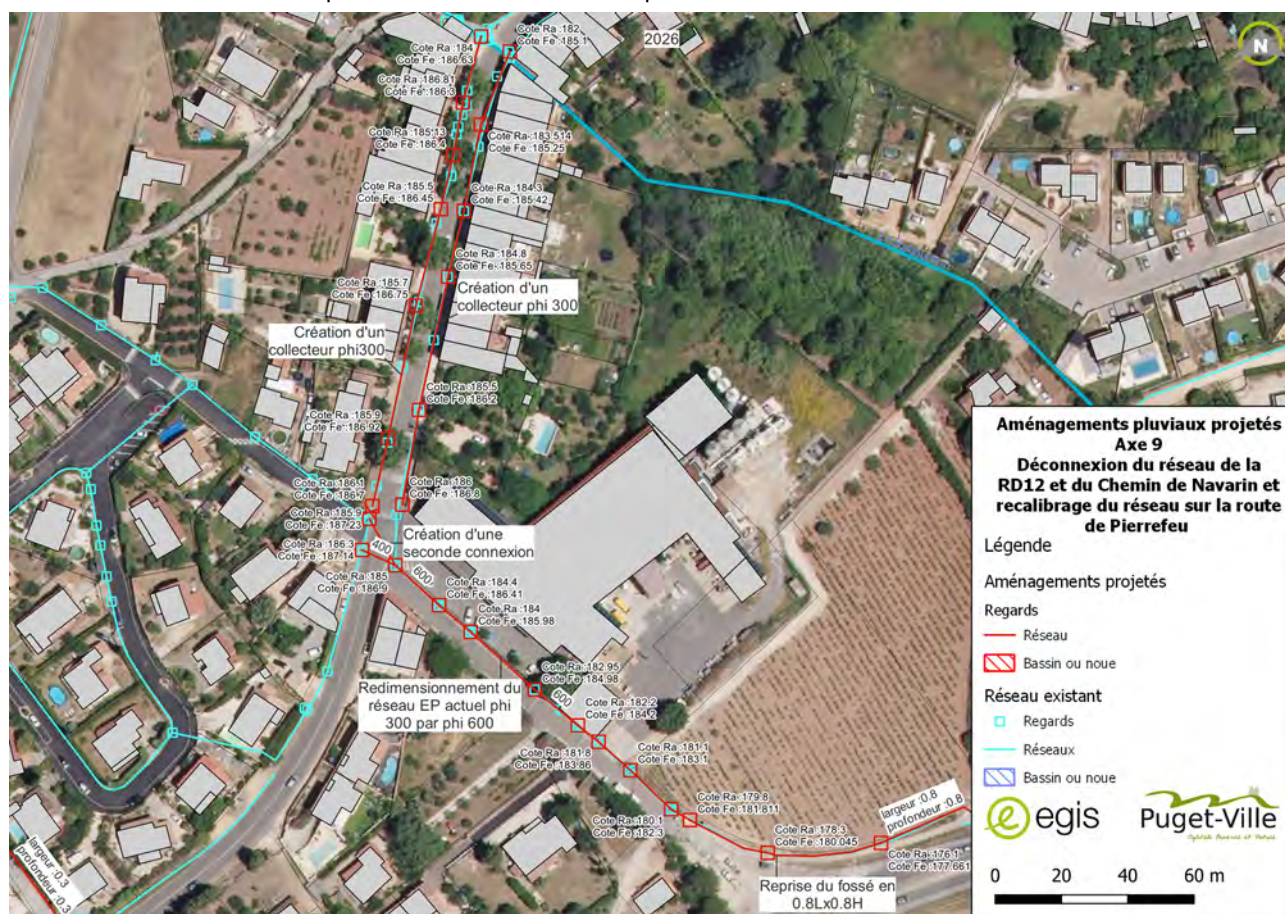 2026
Cote Ra :184
Cote Fe :186.63
Cote Ra :182
Cote Fe :185.1
Cote Ra :186.81
Cote Fe :186.3
Cote Ra :185.13
Cote Fe :186.4
Cote Ra :183.514
Cote Fe :185.25
Cote Ra :185.5
Cote Fe :186.45
Cote Ra :184.3
Cote Fe :185.42
Cote Ra :184.8
Cote Fe :185.65
Cote Ra :185.7
Cote Fe :186.75
Création d'un
collecteur phi 300
Création d'un
collecteur phi300
Cote Ra :185.5
Cote Fe :186.2
Cote Ra :185.9
Cote Fe :186.92
Cote Ra :186.1
Cote Fe :186.7
Cote Ra :186
Cote Fe :186.8
Cote Ra :185.9
Cote Fe :187.23
Création d'une
seconde connexion
Cote Ra :186.3
Cote Fe :187.14
400
600
Cote Ra :185
Cote Fe :186.9
Cote Ra :184.4
Cote Fe :186.41
Cote Ra :184
Cote Fe :185.98
Cote Ra :182.95
Cote Fe :184.98
Redimensionnement du
réseau EP actuel phi
300 par phi 600
600
Cote Ra :182.2
Cote Fe :184.2
Cote Ra :181.8
Cote Fe :183.86
Cote Ra :181.1
Cote Fe :183.1
Cote Ra :179.8
Cote Fe :181.811
Cote Ra :180.1
Cote Fe :182.3
Cote Ra :178.3
Cote Fe :180.045
largeur :0.8
profondeur :0.8
Cote Ra :176.1
Cote Fe :177.661
Reprise du fossé en
0.8Lx0.8H
largeur :0.3
profondeur :0.3
N
Aménagements pluviaux projetés
Axe 9
Déconnexion du réseau de la
RD12 et du Chemin de Navarin et
recalibrage du réseau sur la route
de Pierrefeu
Légende
Aménagements projetés
Regards
Réseau
Bassin ou noue
Réseau existant
Regards
Réseaux
Bassin ou noue
egis
Puget-Ville
0 20 40 60 m